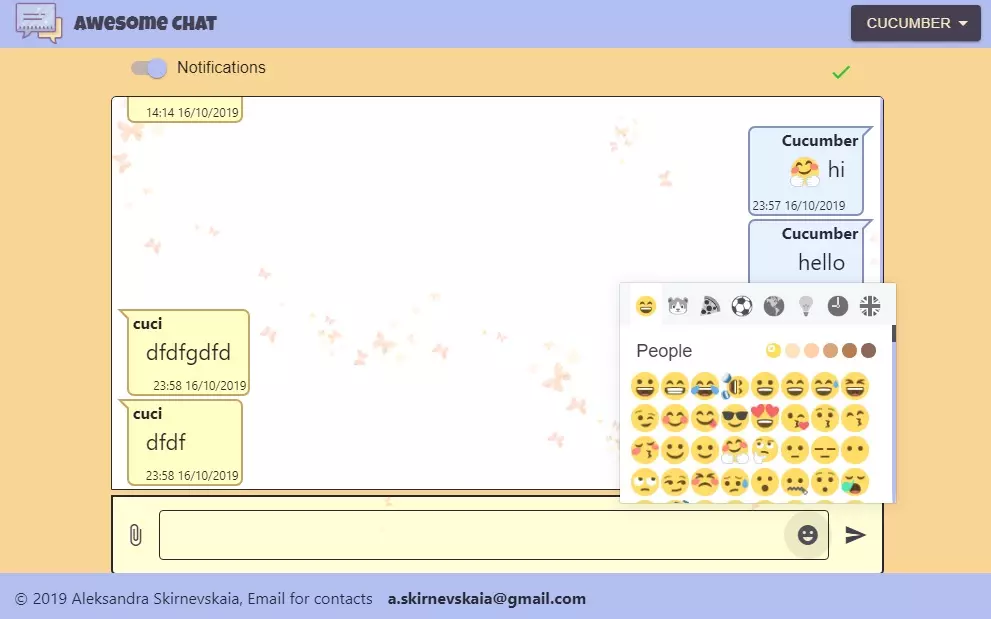 AWESOME CHAT
CUCUMBER
Notifications
14:14 16/10/2019
Cucumber
🤗 hi
23:57 16/10/2019
Cucumber
hello
cuci
dfdfgdfd
23:58 16/10/2019
cuci
dfdf
23:58 16/10/2019
People
© 2019 Aleksandra Skirnevskaia, Email for contacts a.skirnevskaia@gmail.com